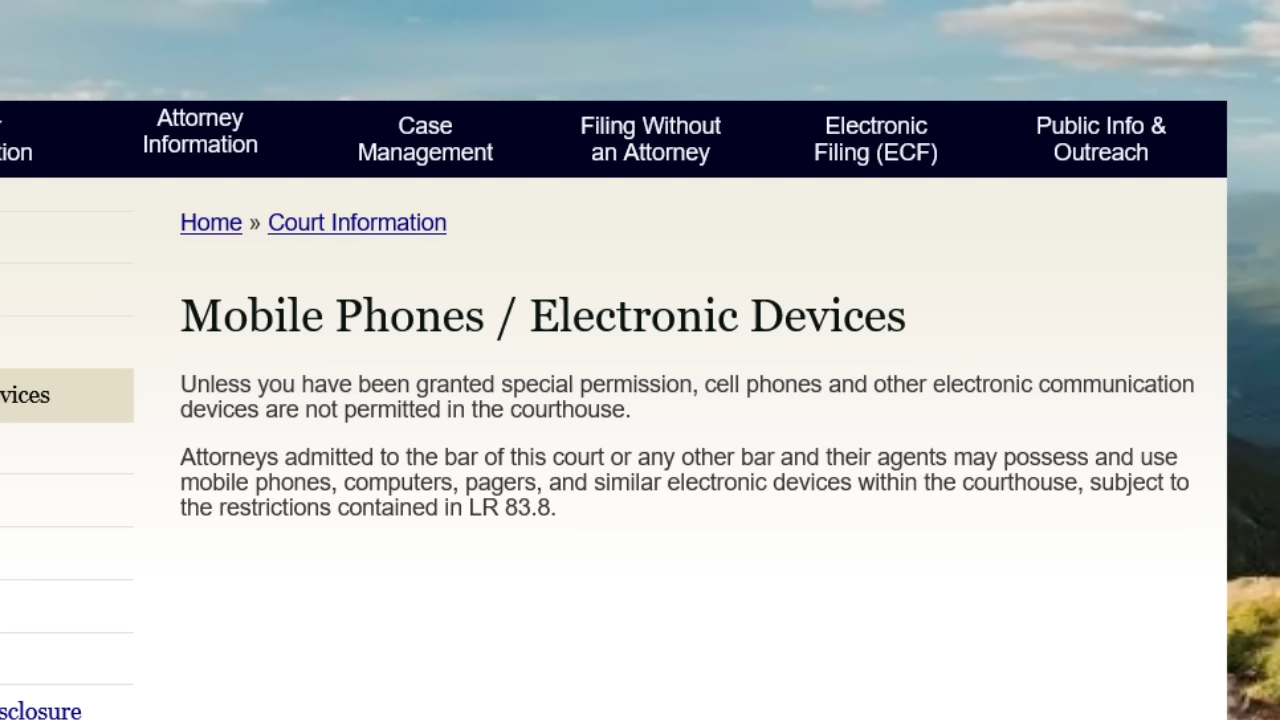 Attorney
Information
Case
Management
Filing Without
an Attorney
Electronic
Filing (ECF)
Public Info &
Outreach
Home » Court Information
Mobile Phones / Electronic Devices
Unless you have been granted special permission, cell phones and other electronic communication
devices are not permitted in the courthouse.
Attorneys admitted to the bar of this court or any other bar and their agents may possess and use
mobile phones, computers, pagers, and similar electronic devices within the courthouse, subject to
the restrictions contained in LR 83.8.